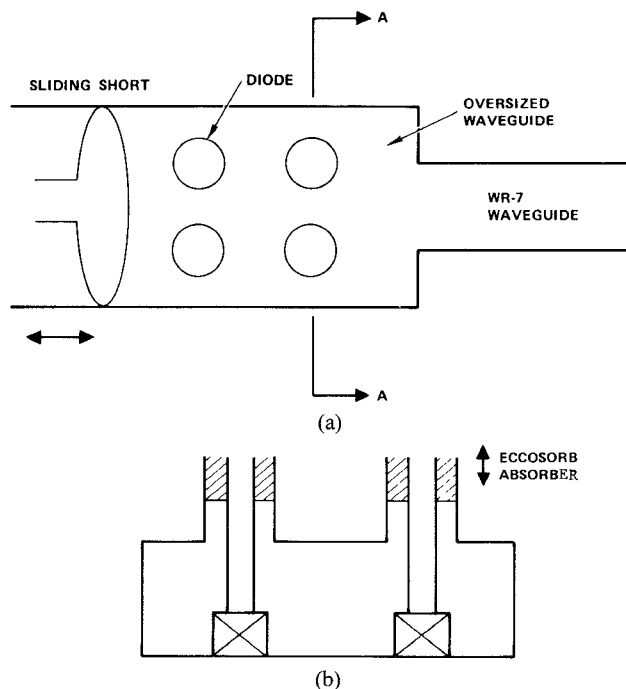 A
SLIDING SHORT
DIODE
OVERSIZED
WAVEGUIDE
WR-7
WAVEGUIDE
A
(a)
ECCOSORB
ABSORBER
(b)